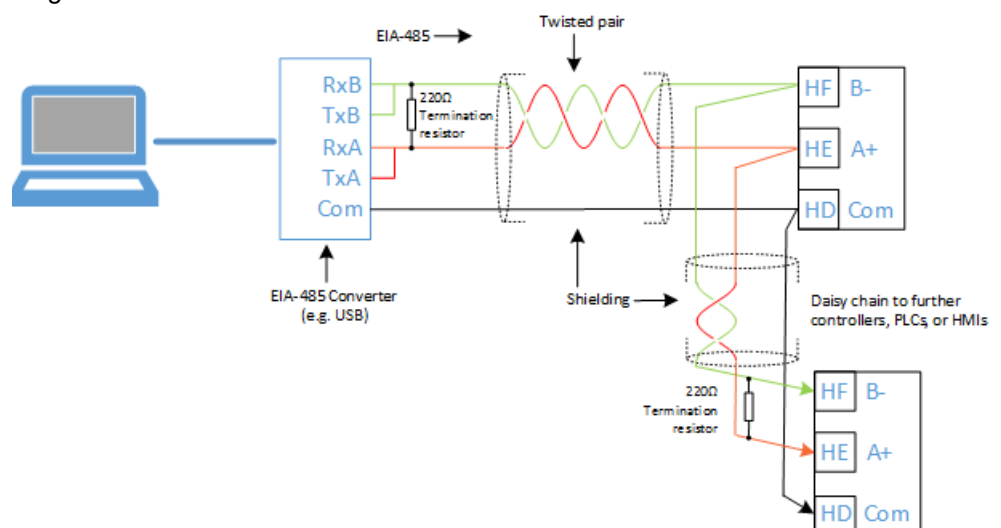 EIA-485
Twisted pair
RxB
TxB
RxA
TxA
Com
220Ω
Termination
resistor
HF B-
HE A+
HD Com
EIA-485 Converter
(e.g. USB)
Shielding
Daisy chain to further
controllers, PLCs, or HMIs
220Ω
Termination
resistor
HF B-
HE A+
HD Com